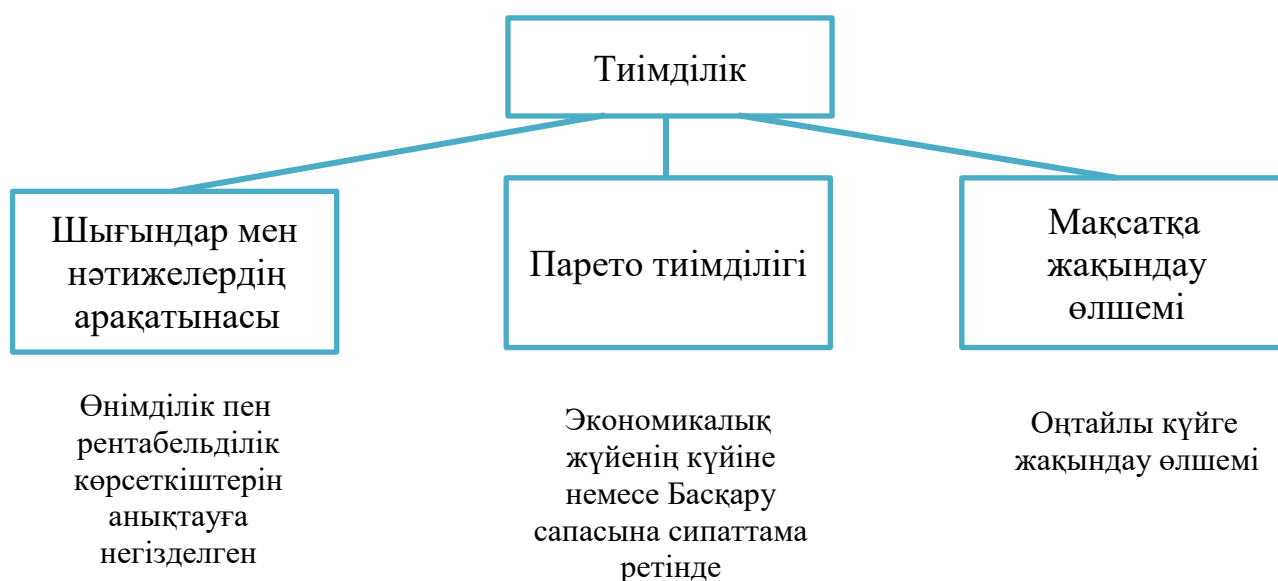 Тиімділік
Шығындар мен
нәтижелердің
арақатынасы
Парето тиімділігі
Мақсатқа
жақындау
өлшемі
Өнімділік пен
рентабельділік
көрсеткіштерін
анықтауға
негізделген
Экономикалық
жүйенің күйіне
немесе Басқару
сапасына сипаттама
ретінде
Оңтайлы күйге
жақындау өлшемі